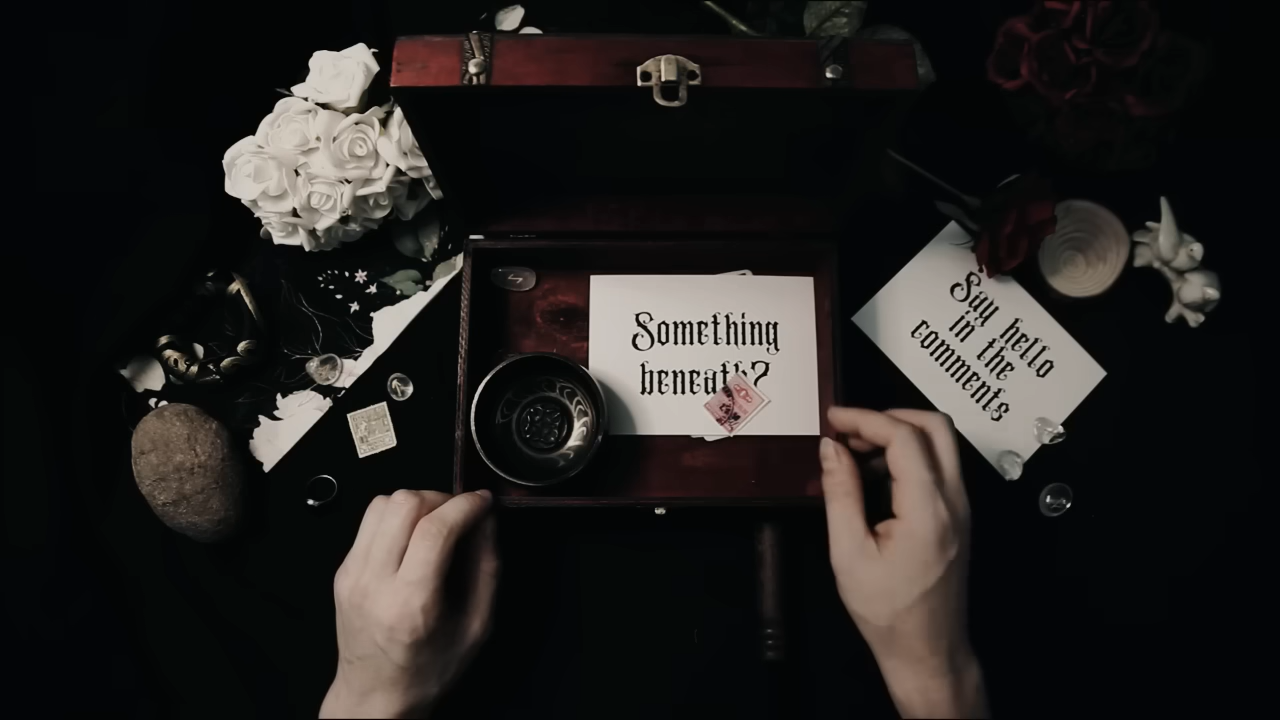 Something
beneath?
Say hello
in the
comments